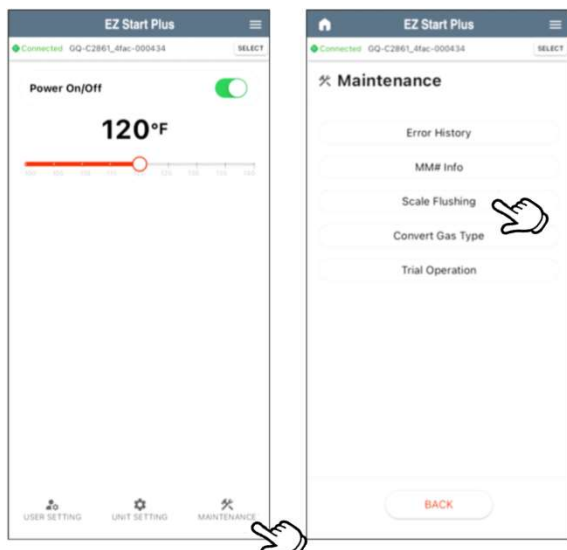 EZ Start Plus
Connected GQ-C2861_4fac-000434 SELECT
Power On/Off
120°F
USER SETTING UNIT SETTING MAINTENANCE
EZ Start Plus
Connected GQ-C2861_4fac-000434 SELECT
Maintenance
Error History
MM# Info
Scale Flushing
Convert Gas Type
Trial Operation
BACK